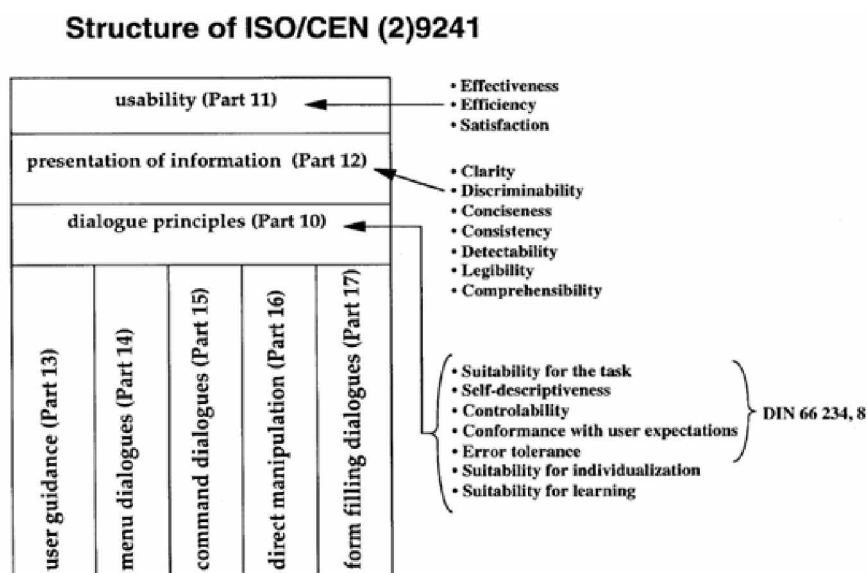 Structure of ISO/CEN (2)9241
usability (Part 11)
• Effectiveness
• Efficiency
• Satisfaction
presentation of information (Part 12)
• Clarity
• Discriminability
• Conciseness
• Consistency
• Detectability
• Legibility
• Comprehensibility
dialogue principles (Part 10)
user guidance (Part 13)
menu dialogues (Part 14)
command dialogues (Part 15)
direct manipulation (Part 16)
form filling dialogues (Part 17)
• Suitability for the task
• Self-descriptiveness
• Controlability
• Conformance with user expectations
• Error tolerance
• Suitability for individualization
• Suitability for learning
DIN 66 234, 8